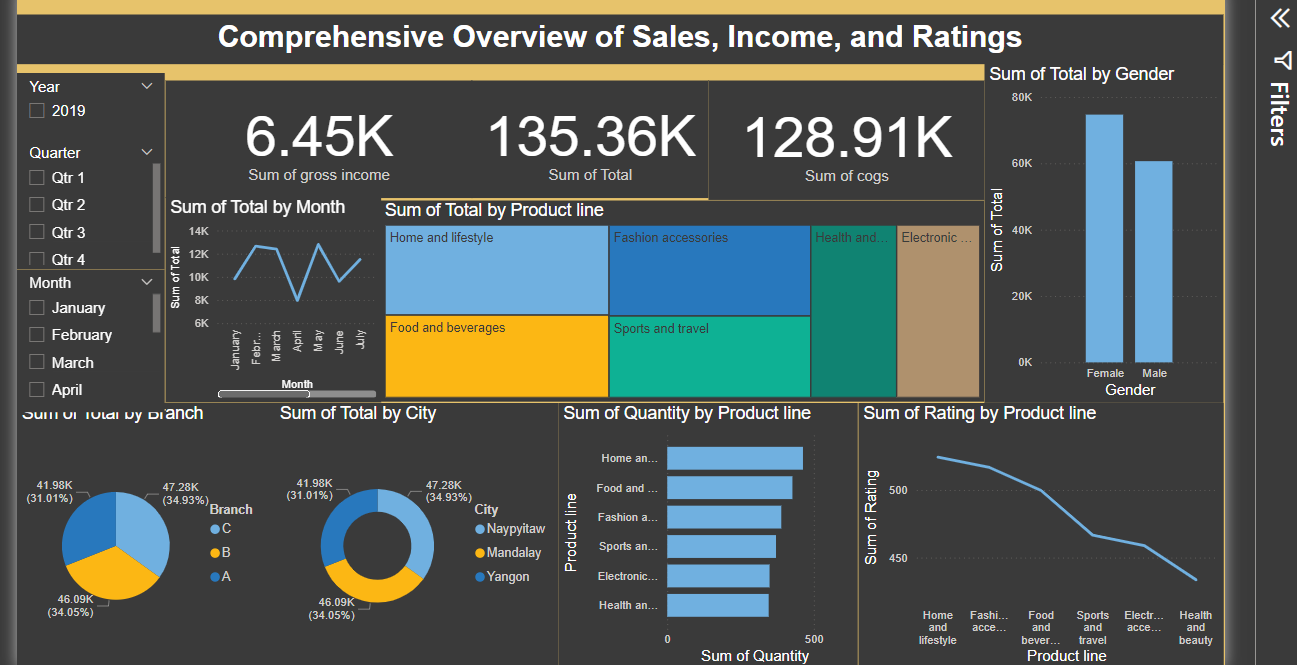 Comprehensive Overview of Sales, Income, and Ratings
Filters
Year
2019
Quarter
Qtr 1
Qtr 2
Qtr 3
Qtr 4
Month
January
February
March
April
6.45K
Sum of gross income
135.36K
Sum of Total
128.91K
Sum of cogs
Sum of Total by Month
Sum of Total
14K
12K
10K
8K
6K
January
Febr...
March
April
May
June
July
Month
Sum of Total by Product line
Home and lifestyle
Fashion accessories
Health and...
Electronic ...
Food and beverages
Sports and travel
Sum of Total by Gender
Sum of Total
80K
60K
40K
20K
0K
Female
Male
Gender
Sum of Total by Branch
41.98K
(31.01%)
47.28K
(34.93%)
46.09K
(34.05%)
Branch
C
B
A
Sum of Total by City
41.98K
(31.01%)
47.28K
(34.93%)
46.09K
(34.05%)
City
Naypyitaw
Mandalay
Yangon
Sum of Quantity by Product line
Product line
Home an...
Food and ...
Fashion a...
Sports an...
Electronic...
Health an...
0
500
Sum of Quantity
Sum of Rating by Product line
Sum of Rating
500
450
Home
and
lifestyle
Fashi...
acce...
Food
and
bever...
Sports
and
travel
Electr...
acce...
Health
and
beauty
Product line